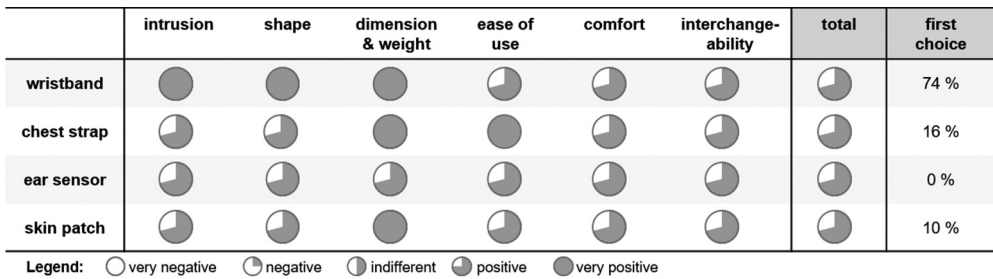 intrusion shape dimension & weight ease of use comfort interchange-ability total first choice
wristband 74 %
chest strap 16 %
ear sensor 0 %
skin patch 10 %
Legend: very negative negative indifferent positive very positive